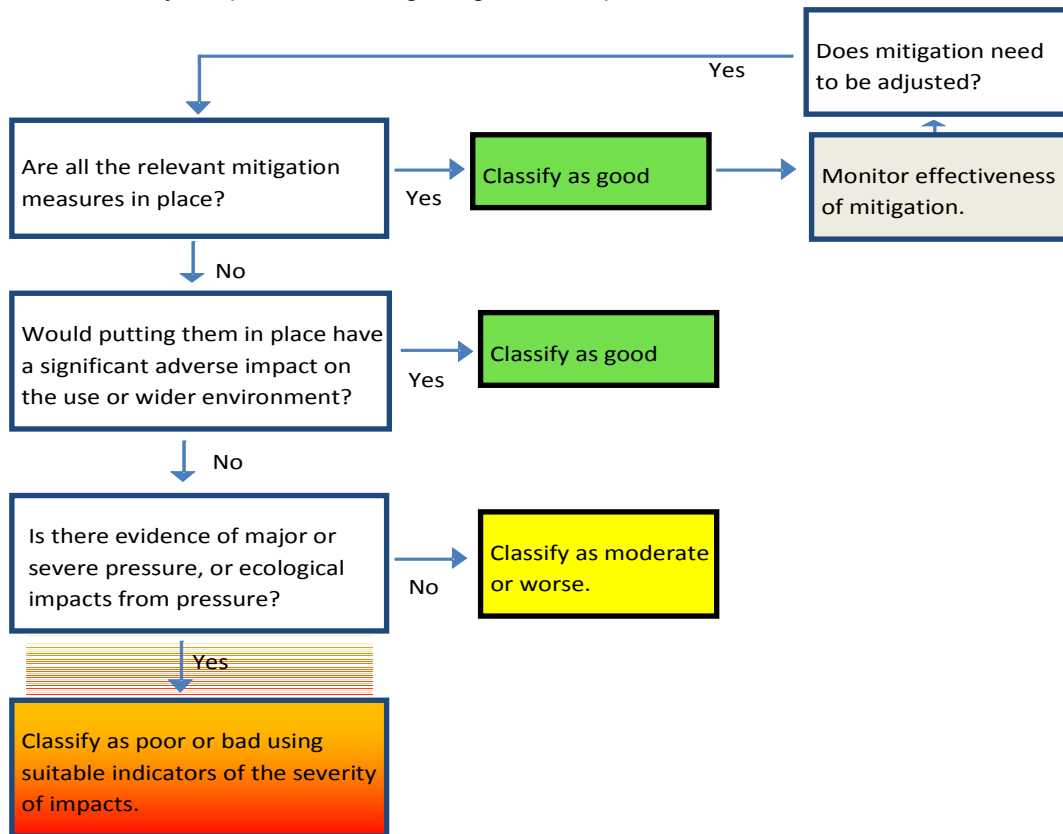 Does mitigation need
to be adjusted?
Yes
Are all the relevant mitigation
measures in place?
Yes
Classify as good
Monitor effectiveness
of mitigation.
No
Would putting them in place have
a significant adverse impact on
the use or wider environment?
Yes
Classify as good
No
Is there evidence of major or
severe pressure, or ecological
impacts from pressure?
No
Classify as moderate
or worse.
Yes
Classify as poor or bad using
suitable indicators of the severity
of impacts.